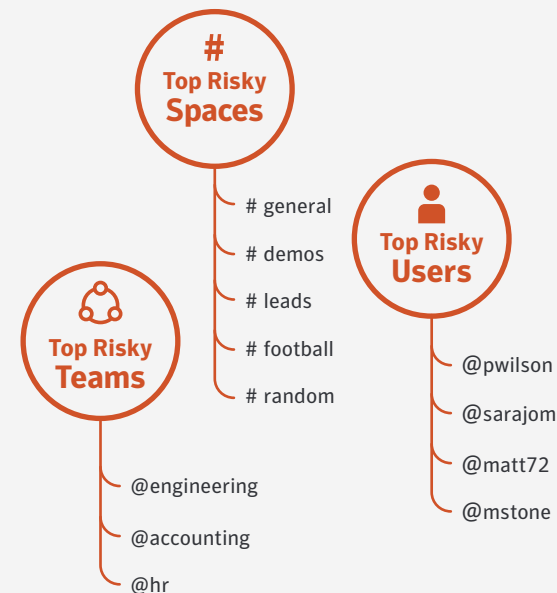 #
Top Risky
Spaces
# general
# demos
# leads
# football
# random
Top Risky
Users
@pwilson
@sarajom
@matt72
@mstone
Top Risky
Teams
@engineering
@accounting
@hr